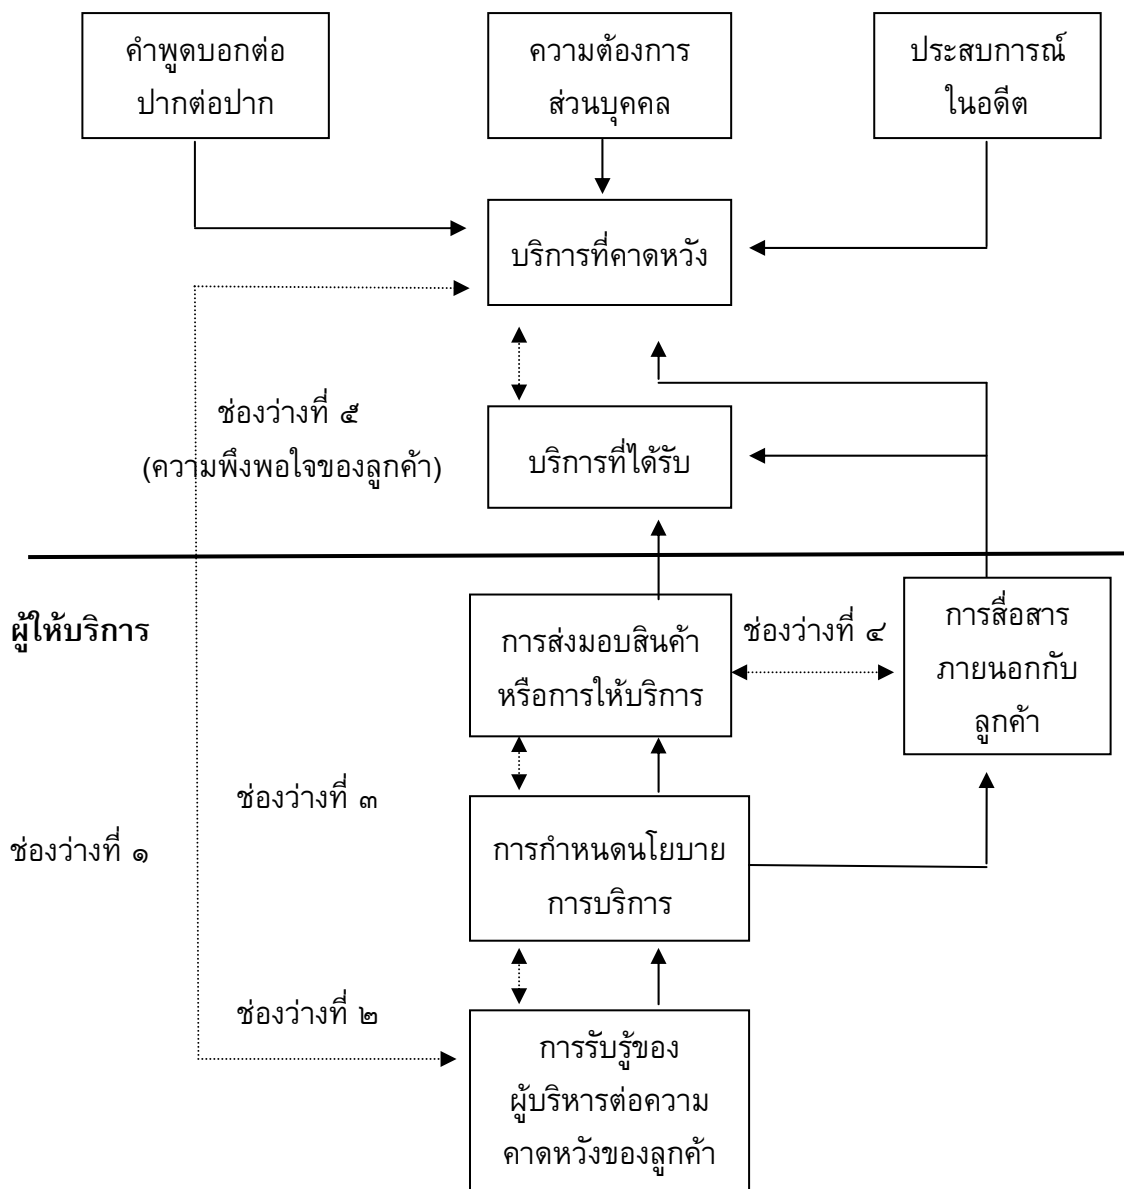 คำพูดบอกต่อ
ปากต่อปาก
ความต้องการ
ส่วนบุคคล
ประสบการณ์
ในอดีต
บริการที่คาดหวัง
ช่องว่างที่ ๕
(ความพึงพอใจของลูกค้า)
บริการที่ได้รับ
ผู้ให้บริการ
การส่งมอบสินค้า
หรือการให้บริการ
ช่องว่างที่ ๔
การสื่อสาร
ภายนอกกับ
ลูกค้า
ช่องว่างที่ ๓
ช่องว่างที่ ๑
การกำหนดนโยบาย
การบริการ
ช่องว่างที่ ๒
การรับรู้ของ
ผู้บริหารต่อความ
คาดหวังของลูกค้า